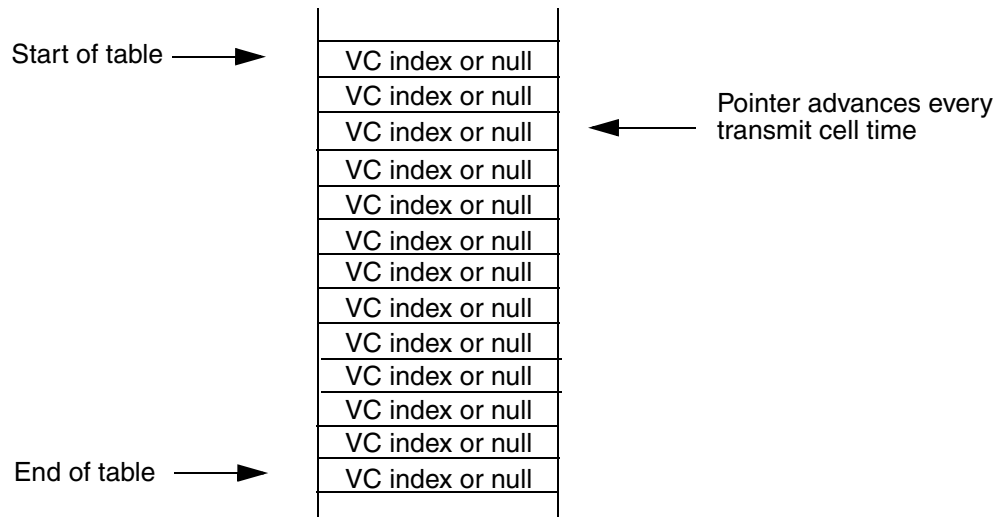 Start of table
VC index or null
VC index or null
Pointer advances every
transmit cell time
VC index or null
VC index or null
VC index or null
VC index or null
VC index or null
VC index or null
VC index or null
VC index or null
VC index or null
VC index or null
End of table
VC index or null